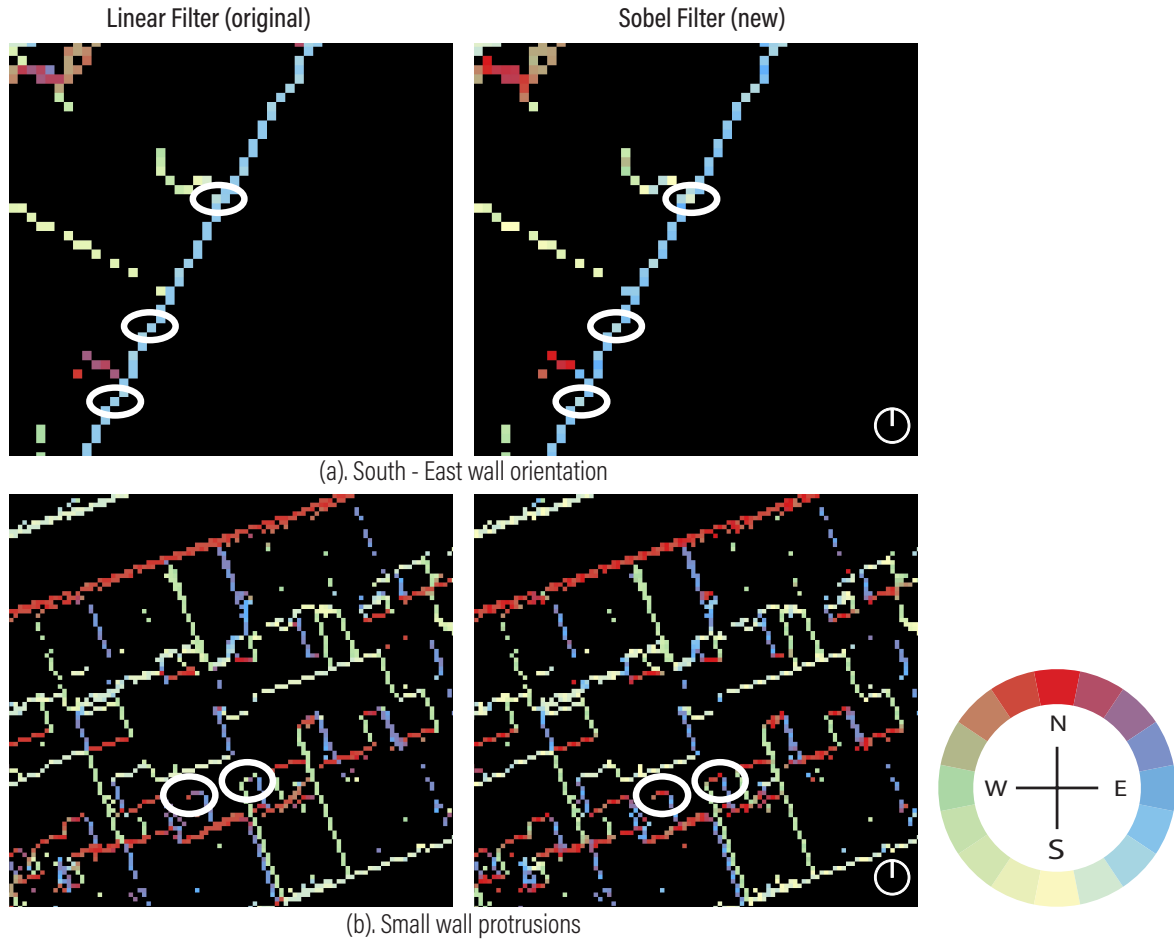 Linear Filter (original)
Sobel Filter (new)
(a). South - East wall orientation
N
W E
S
(b). Small wall protrusions